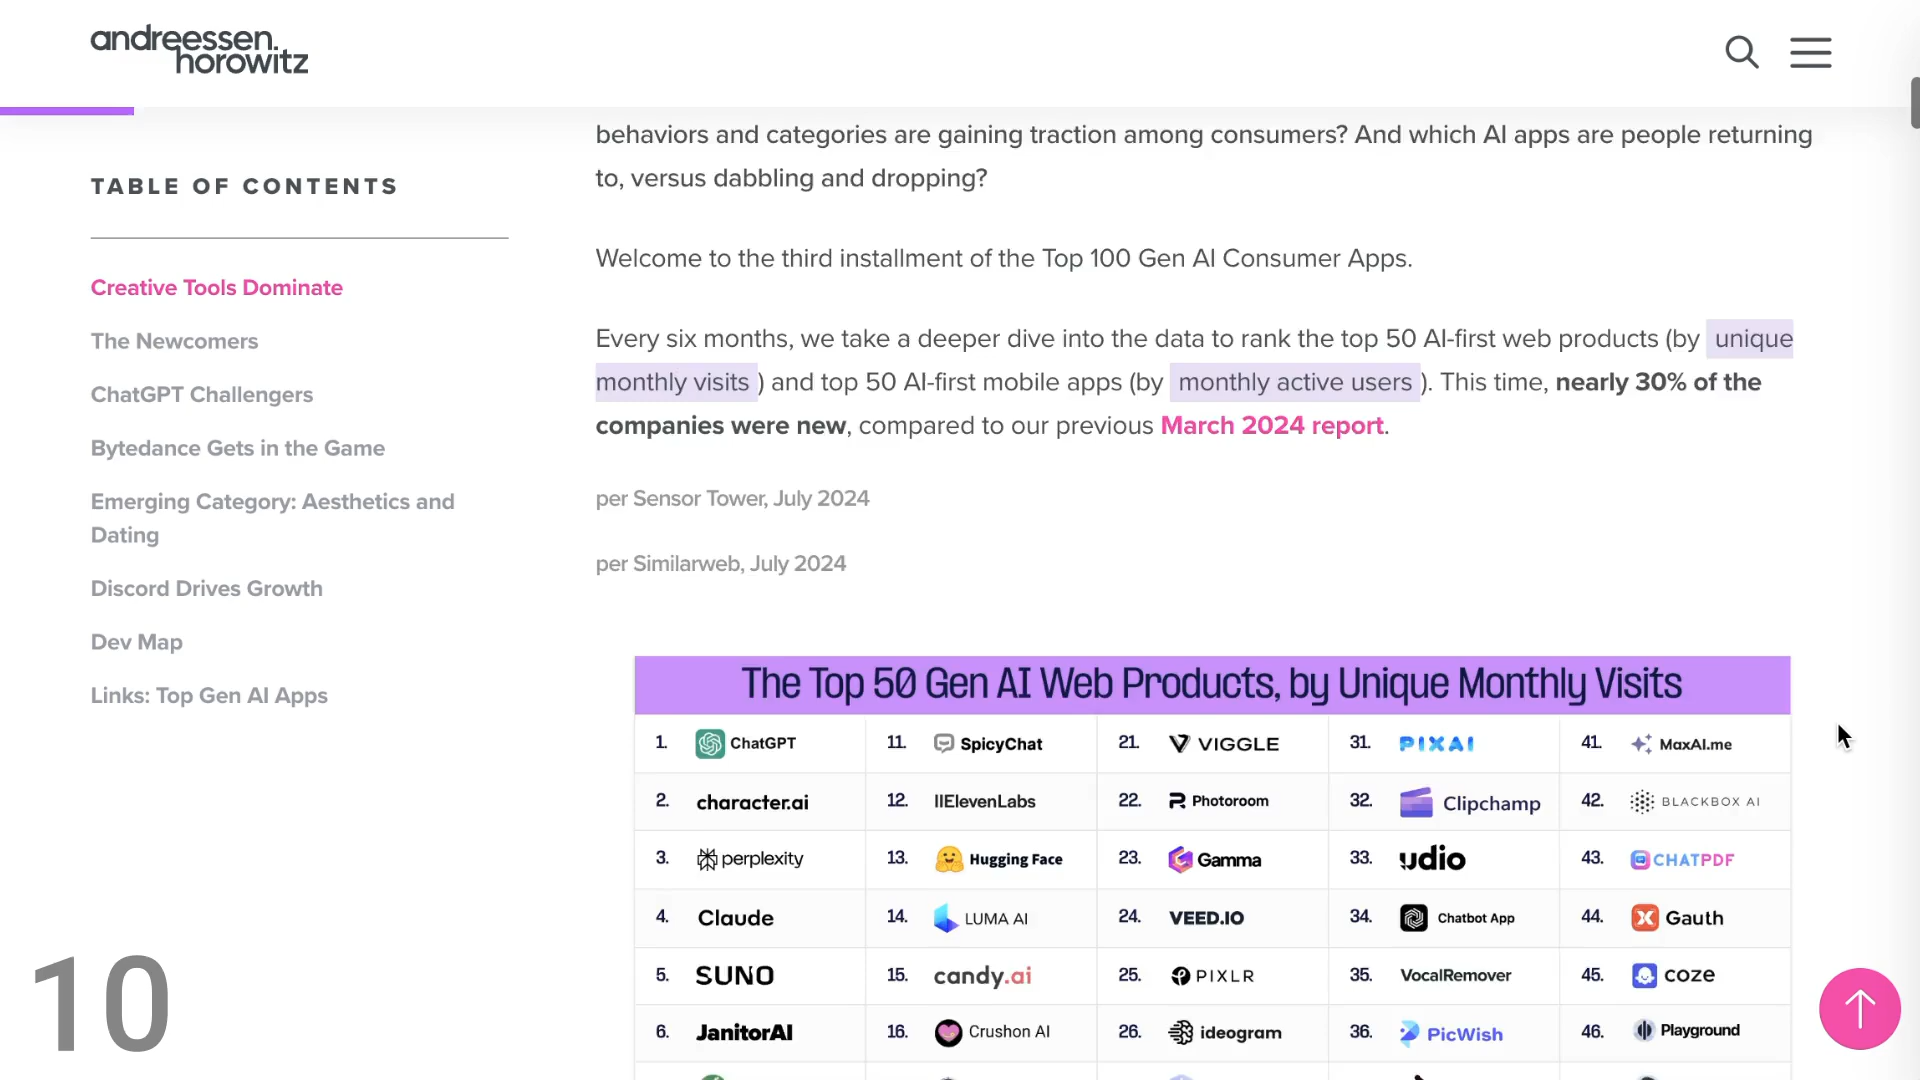 andreessen.
horowitz
TABLE OF CONTENTS
Creative Tools Dominate
The Newcomers
ChatGPT Challengers
Bytedance Gets in the Game
Emerging Category: Aesthetics and
Dating
Discord Drives Growth
Dev Map
Links: Top Gen AI Apps
behaviors and categories are gaining traction among consumers? And which AI apps are people returning
to, versus dabbling and dropping?
Welcome to the third installment of the Top 100 Gen AI Consumer Apps.
Every six months, we take a deeper dive into the data to rank the top 50 AI-first web products (by unique
monthly visits ) and top 50 AI-first mobile apps (by monthly active users ). This time, nearly 30% of the
companies were new, compared to our previous March 2024 report.
per Sensor Tower, July 2024
per Similarweb, July 2024
The Top 50 Gen AI Web Products, by Unique Monthly Visits
1. ChatGPT 11. SpicyChat 21. VIGGLE 31. PIXAI 41. MaxAI.me
2. character.ai 12. IIElevenLabs 22. Photoroom 32. Clipchamp 42. BLACKBOX AI
3. perplexity 13. Hugging Face 23. Gamma 33. udio 43. CHATPDF
4. Claude 14. LUMA AI 24. VEED.IO 34. Chatbot App 44. Gauth
5. SUNO 15. candy.ai 25. PIXLR 35. VocalRemover 45. coze
6. JanitorAI 16. Crushon AI 26. ideogram 36. PicWish 46. Playground
10